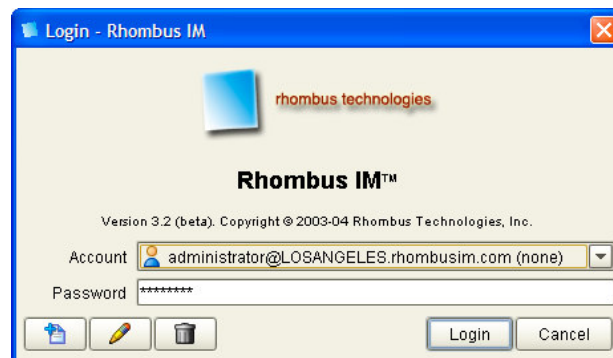 Login - Rhombus IM
rhombus technologies
Rhombus IM™
Version 3.2 (beta). Copyright © 2003-04 Rhombus Technologies, Inc.
Account administrator@LOSANGELES.rhombusim.com (none)
Password ********
Login Cancel